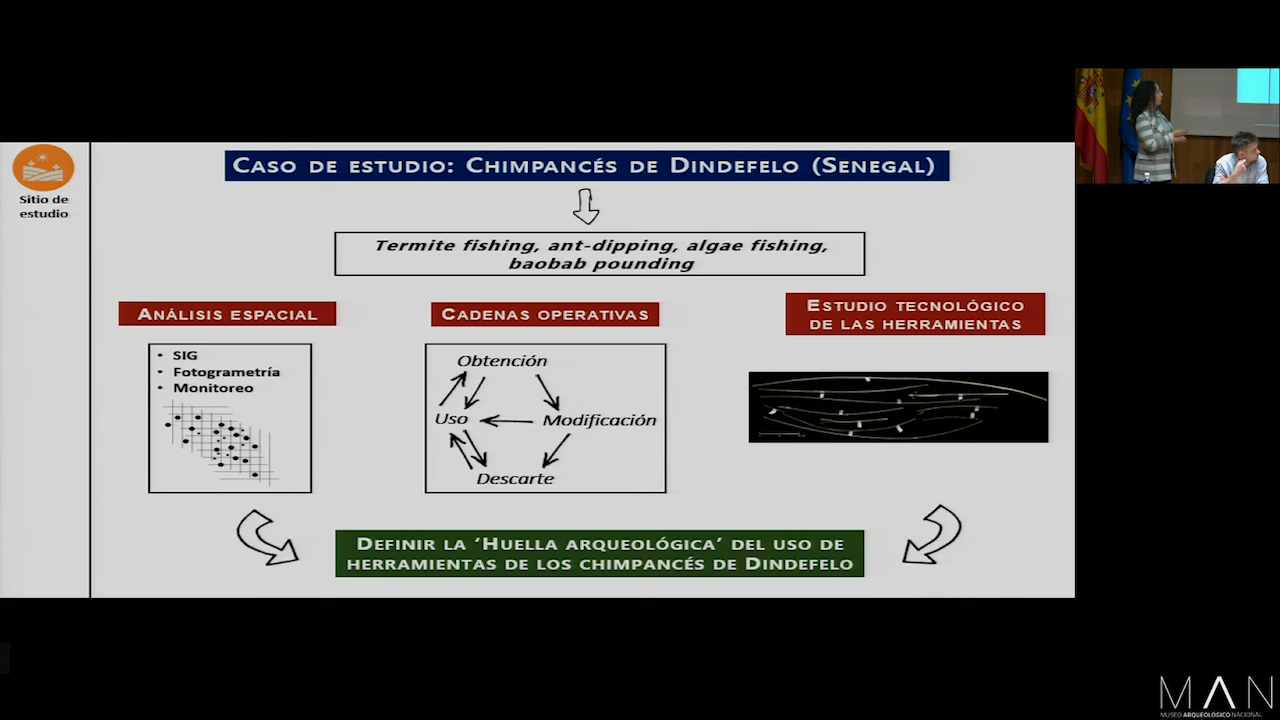 Sitio de
estudio
CASO DE ESTUDIO: CHIMPANCÉS DE DINDEFELO (SENEGAL)
Termite fishing, ant-dipping, algae fishing,
baobab pounding
ANÁLISIS ESPACIAL
• SIG
• Fotogrametría
• Monitoreo
CADENAS OPERATIVAS
Obtención
Uso
Modificación
Descarte
ESTUDIO TECNOLÓGICO
DE LAS HERRAMIENTAS
DEFINIR LA ‘HUELLA ARQUEOLÓGICA’ DEL USO DE
HERRAMIENTAS DE LOS CHIMPANCÉS DE DINDEFELO
MAN
MUSEO ARQUEOLÓGICO NACIONAL